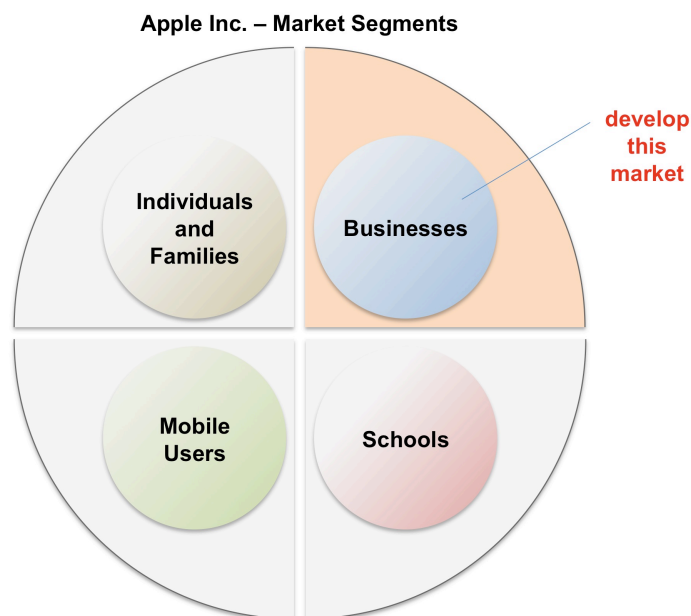 Apple Inc. – Market Segments
develop
this
market
Individuals
and
Families
Businesses
Mobile
Users
Schools